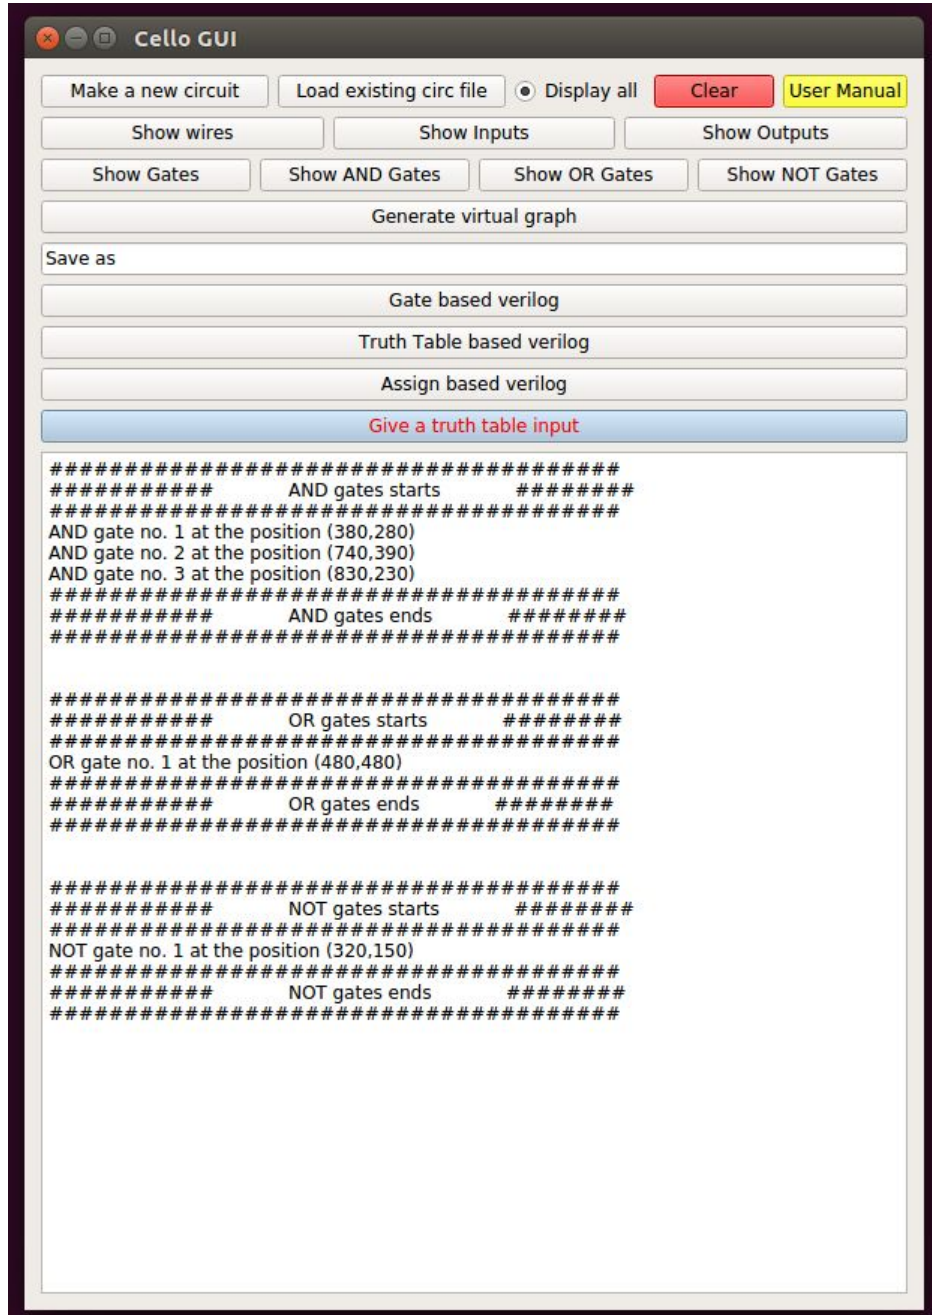 Cello GUI
Make a new circuit Load existing circ file Display all Clear User Manual
Show wires Show Inputs Show Outputs
Show Gates Show AND Gates Show OR Gates Show NOT Gates
Generate virtual graph
Save as
Gate based verilog
Truth Table based verilog
Assign based verilog
Give a truth table input
######################################
########### AND gates starts ########
######################################
AND gate no. 1 at the position (380,280)
AND gate no. 2 at the position (740,390)
AND gate no. 3 at the position (830,230)
######################################
########### AND gates ends ########
######################################
######################################
########### OR gates starts ########
######################################
OR gate no. 1 at the position (480,480)
######################################
########### OR gates ends ########
######################################
######################################
########### NOT gates starts ########
######################################
NOT gate no. 1 at the position (320,150)
######################################
########### NOT gates ends ########
######################################